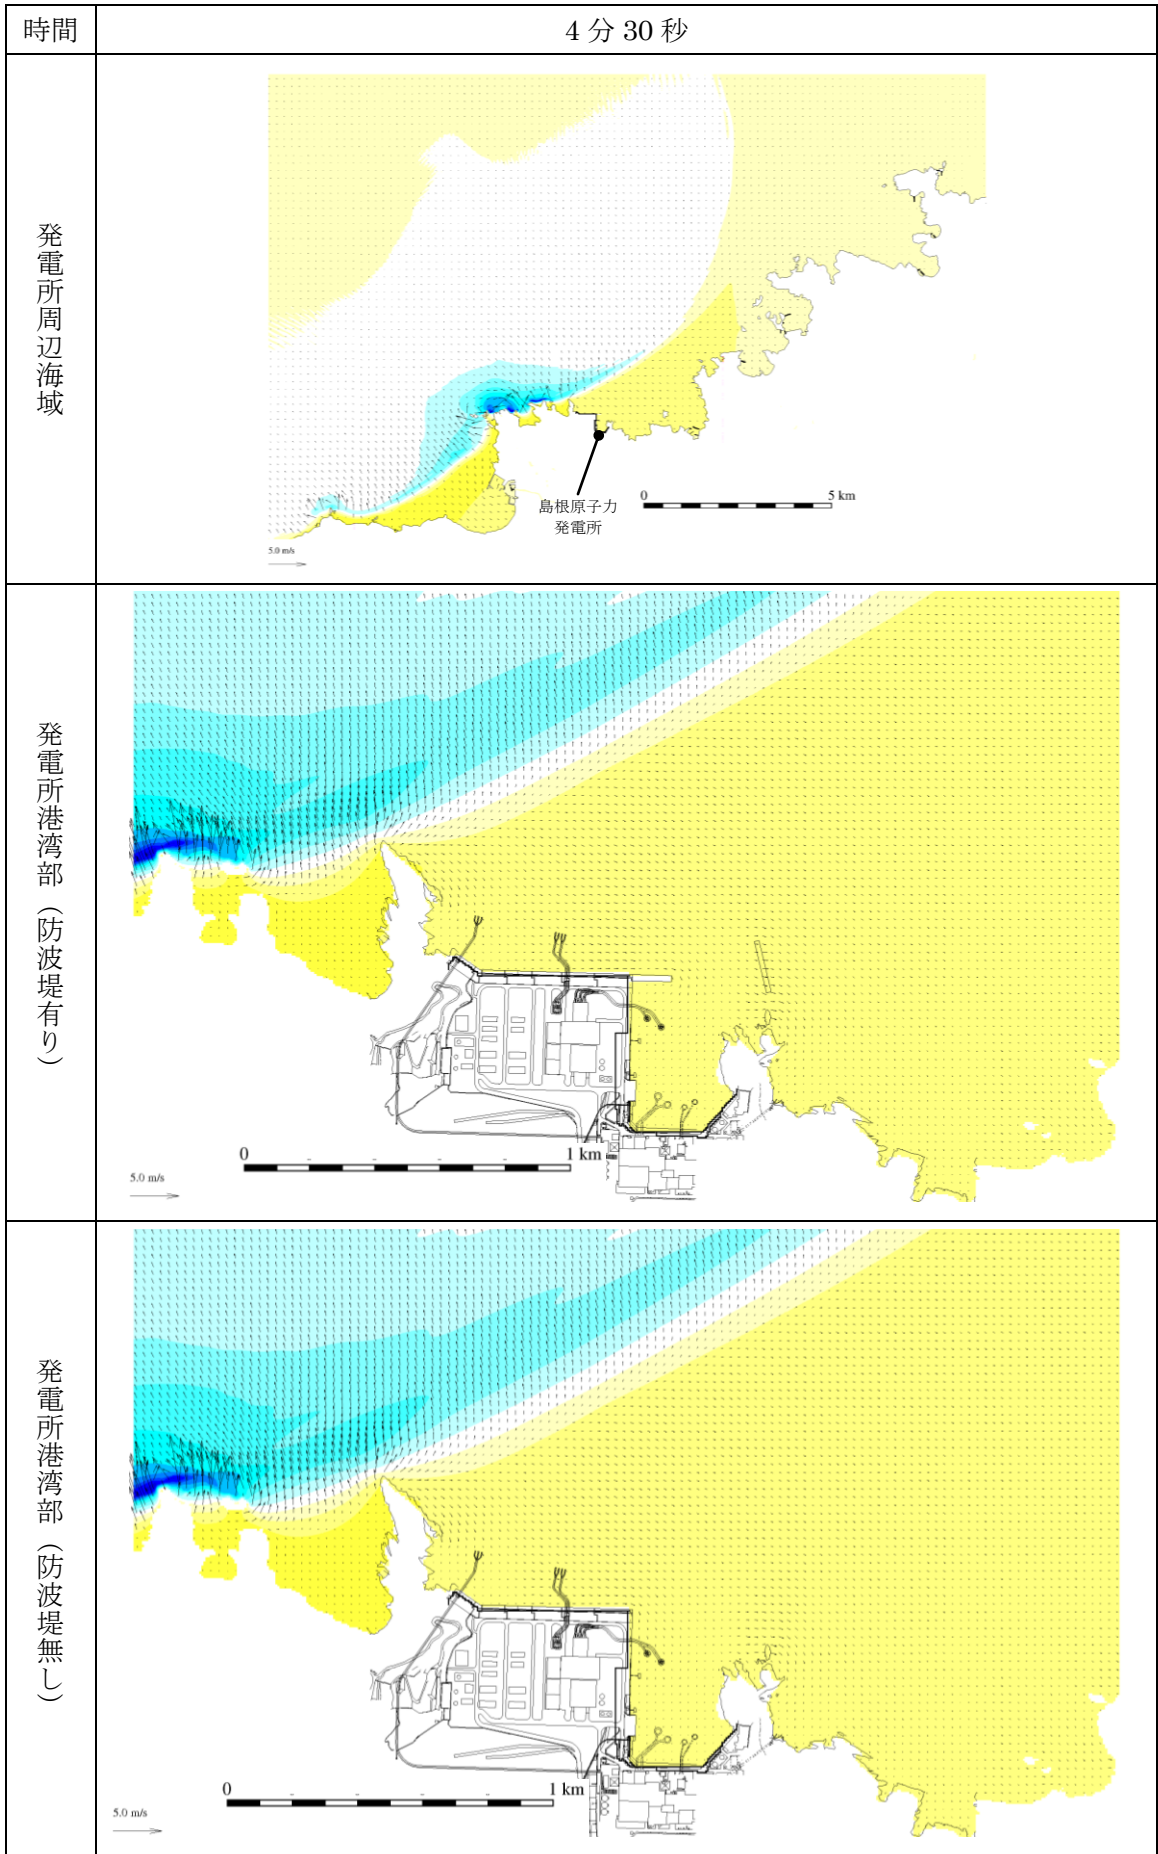 時間
4分30秒
発電所周辺海域
島根原子力
発電所
0
5 km
5.0 m/s
発電所港湾部（防波堤有り）
0
1 km
5.0 m/s
発電所港湾部（防波堤無し）
0
1 km
5.0 m/s